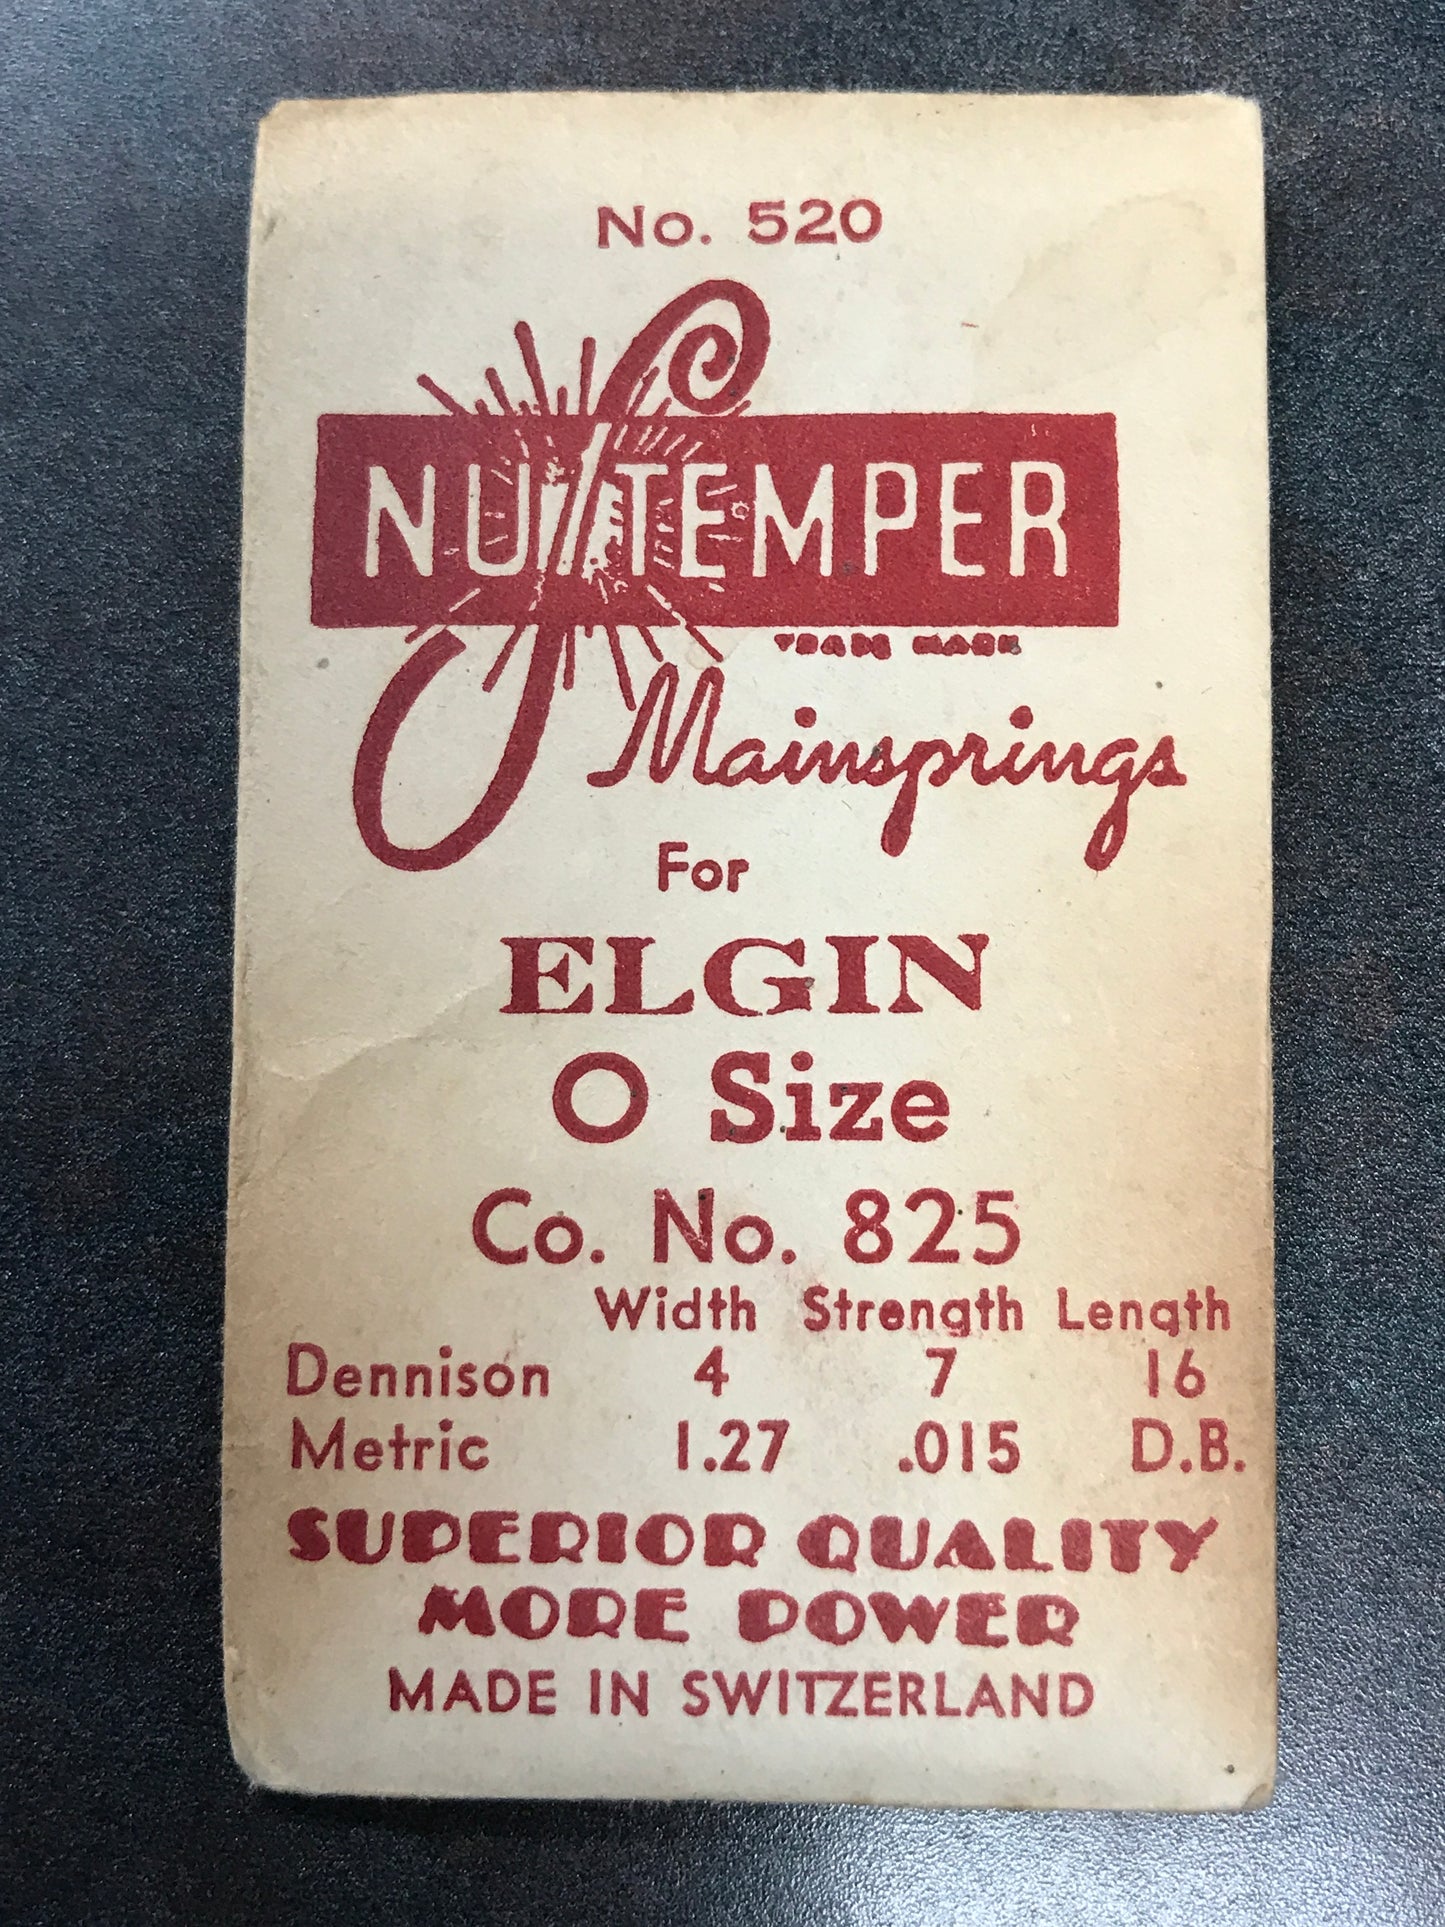 No. 520
NU-TEMPER
TRADE MARK
Mainsprings
For
ELGIN
O Size
Co. No. 825
Width Strength Length
Dennison 4 7 16
Metric 1.27 .015 D.B.
SUPERIOR QUALITY
MORE POWER
MADE IN SWITZERLAND